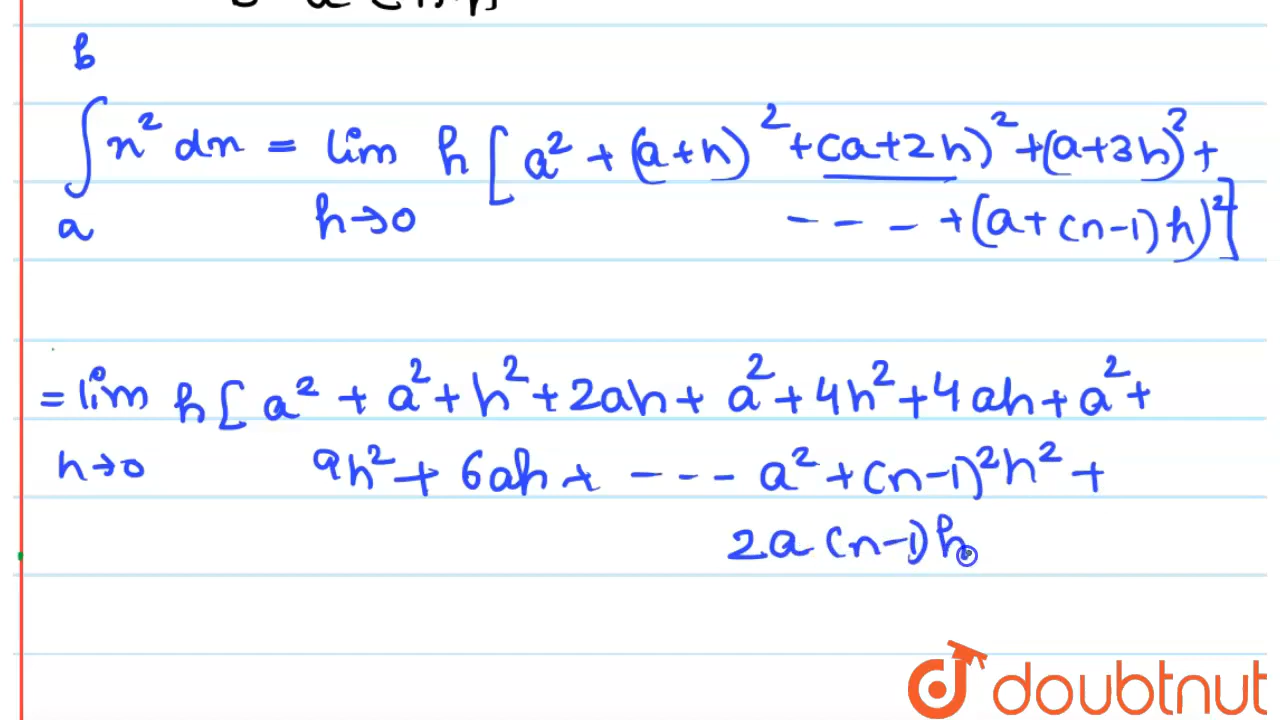 b
∫ x² dx = lim h [ a² + (a+h)² + (a+2h)² + (a+3h)² +
a h→0 - - - + (a+(n-1)h)²]
= lim h [ a² + a² + h² + 2ah + a² + 4h² + 4ah + a² +
h→0 9h² + 6ah + - - - a² + (n-1)²h² +
2a (n-1) h
doubtnut